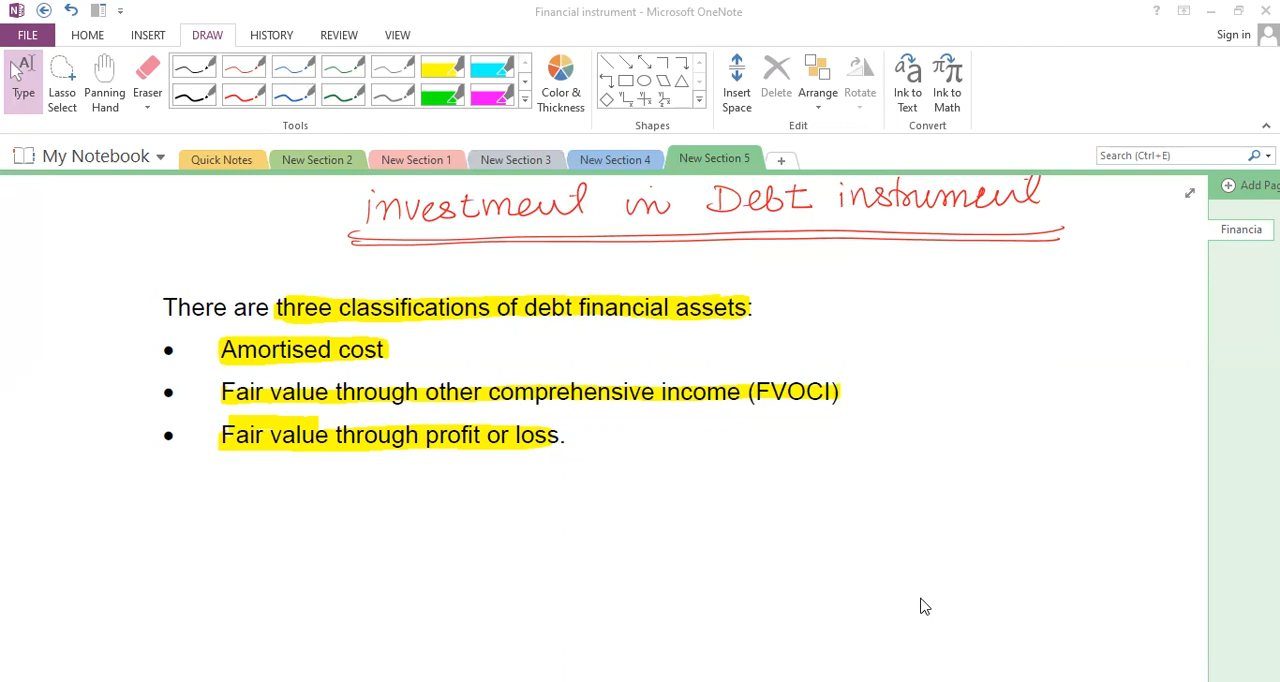 Financial instrument - Microsoft OneNote
?
FILE HOME INSERT DRAW HISTORY REVIEW VIEW
Sign in
Type
Lasso Select
Panning Hand
Eraser
Color & Thickness
Insert Space
Delete
Arrange
Rotate
Ink to Text
Ink to Math
Tools
Shapes
Edit
Convert
My Notebook
Quick Notes
New Section 2
New Section 1
New Section 3
New Section 4
New Section 5
Search (Ctrl+E)
Add Pag
Financia
investment in Debt instrument
There are three classifications of debt financial assets:
• Amortised cost
• Fair value through other comprehensive income (FVOCI)
• Fair value through profit or loss.